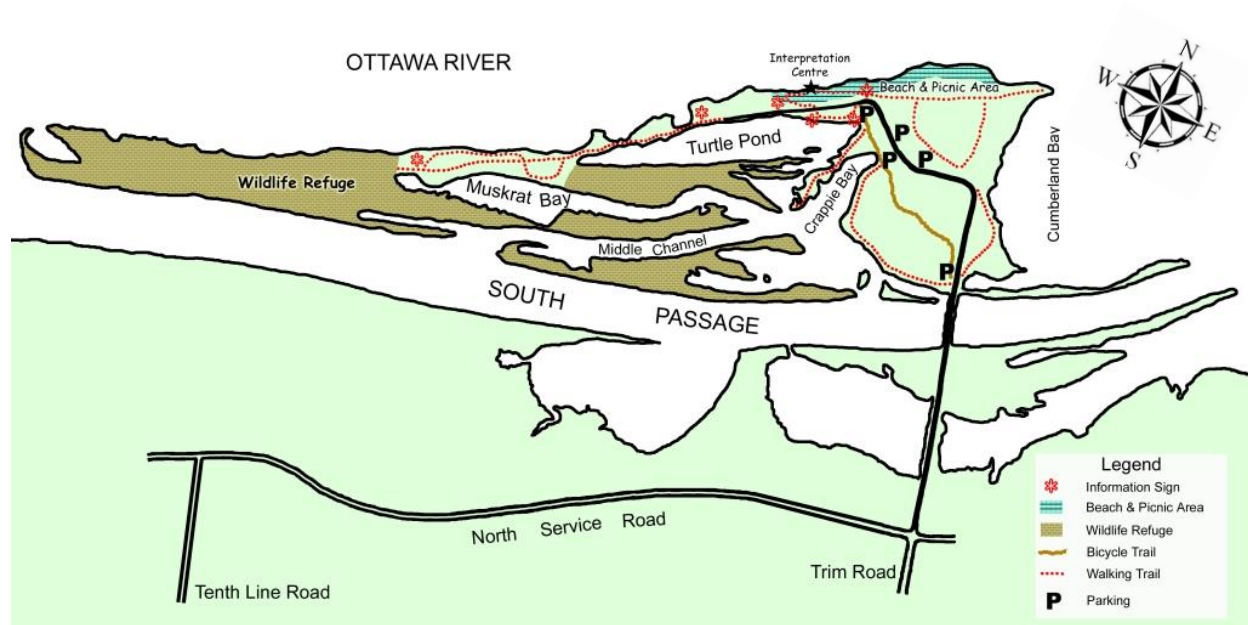 OTTAWA RIVER
Interpretation
Centre
Beach & Picnic Area
N
W
E
S
P
P
P
P
P
Turtle Pond
Wildlife Refuge
Muskrat Bay
Crappie Bay
Cumberland Bay
Middle Channel
SOUTH PASSAGE
North Service Road
Trim Road
Tenth Line Road
Legend
Information Sign
Beach & Picnic Area
Wildlife Refuge
Bicycle Trail
Walking Trail
P Parking